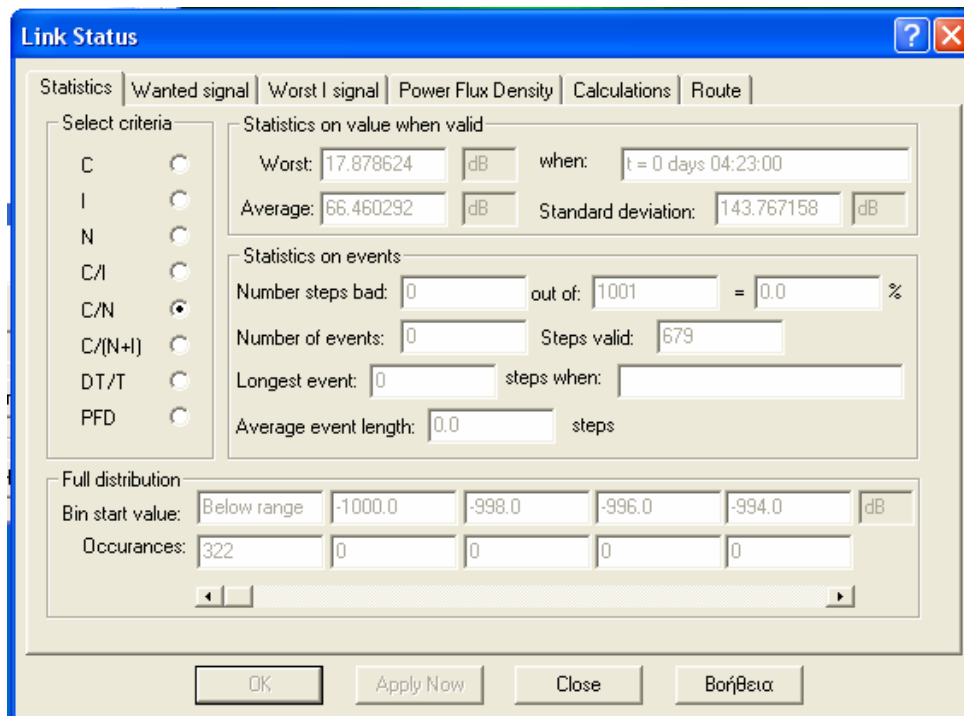 Link Status
Statistics Wanted signal Worst I signal Power Flux Density Calculations Route
Select criteria
C
I
N
C/I
C/N
C/(N+I)
DT/T
PFD
Statistics on value when valid
Worst: 17.878624 dB when: t = 0 days 04:23:00
Average: 66.460292 dB Standard deviation: 143.767158 dB
Statistics on events
Number steps bad: 0 out of: 1001 = 0.0 %
Number of events: 0 Steps valid: 679
Longest event: 0 steps when:
Average event length: 0.0 steps
Full distribution
Bin start value: Below range -1000.0 -998.0 -996.0 -994.0 dB
Occurances: 322 0 0 0 0
OK Apply Now Close Βοήθεια